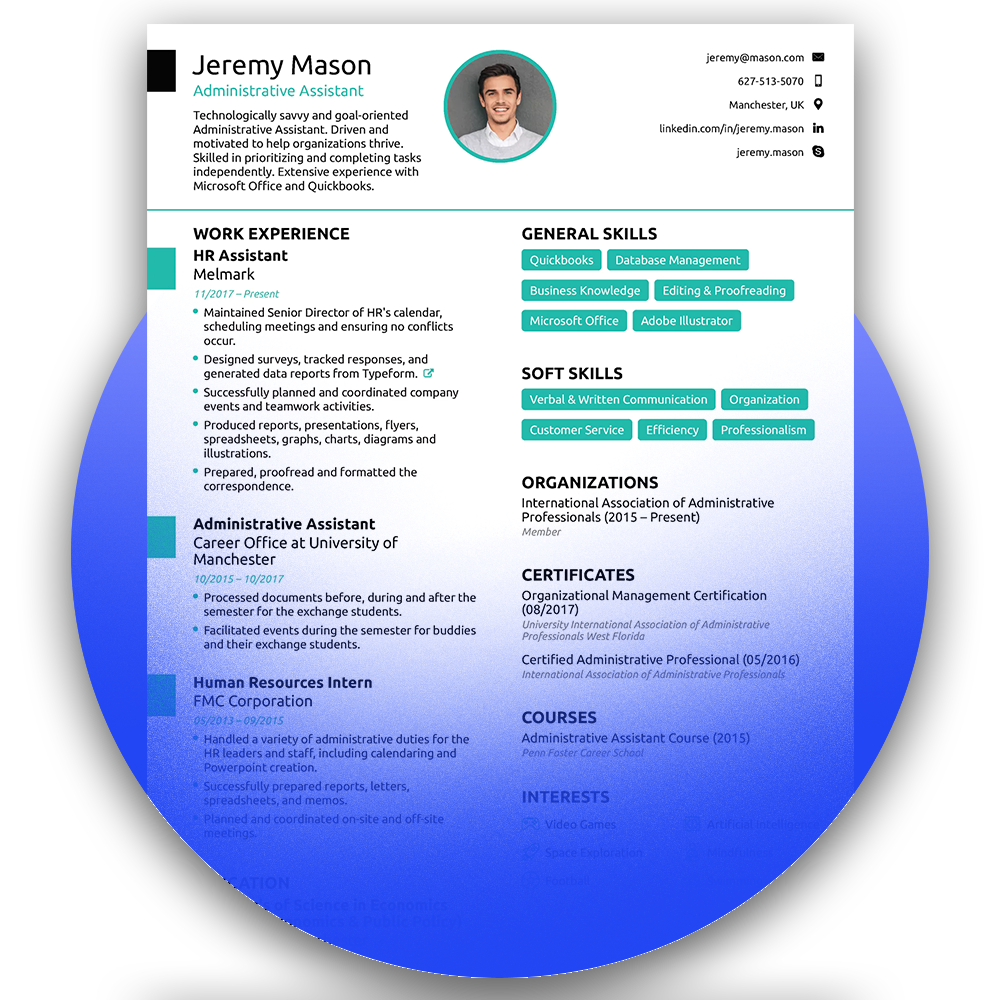 Jeremy Mason
Administrative Assistant
Technologically savvy and goal-oriented
Administrative Assistant. Driven and
motivated to help organizations thrive.
Skilled in prioritizing and completing tasks
independently. Extensive experience with
Microsoft Office and Quickbooks.
jeremy@mason.com
627-513-5070
Manchester, UK
linkedin.com/in/jeremy.mason
jeremy.mason
WORK EXPERIENCE
HR Assistant
Melmark
11/2017 – Present
Maintained Senior Director of HR's calendar,
scheduling meetings and ensuring no conflicts
occur.
Designed surveys, tracked responses, and
generated data reports from Typeform.
Successfully planned and coordinated company
events and teamwork activities.
Produced reports, presentations, flyers,
spreadsheets, graphs, charts, diagrams and
illustrations.
Prepared, proofread and formatted the
correspondence.
Administrative Assistant
Career Office at University of
Manchester
10/2015 – 10/2017
Processed documents before, during and after the
semester for the exchange students.
Facilitated events during the semester for buddies
and their exchange students.
Human Resources Intern
FMC Corporation
05/2013 – 09/2015
Handled a variety of administrative duties for the
HR leaders and staff, including calendaring and
Powerpoint creation.
Successfully prepared reports, letters,
spreadsheets, and memos.
Planned and coordinated on-site and off-site
meetings.
of Science in Economics
GENERAL SKILLS
Quickbooks Database Management
Business Knowledge Editing & Proofreading
Microsoft Office Adobe Illustrator
SOFT SKILLS
Verbal & Written Communication Organization
Customer Service Efficiency Professionalism
ORGANIZATIONS
International Association of Administrative
Professionals (2015 – Present)
Member
CERTIFICATES
Organizational Management Certification
(08/2017)
University International Association of Administrative
Professionals West Florida
Certified Administrative Professional (05/2016)
International Association of Administrative Professionals
COURSES
Administrative Assistant Course (2015)
Penn Foster Career School
INTERESTS
Video Games Artificial
Space Exploration
Football